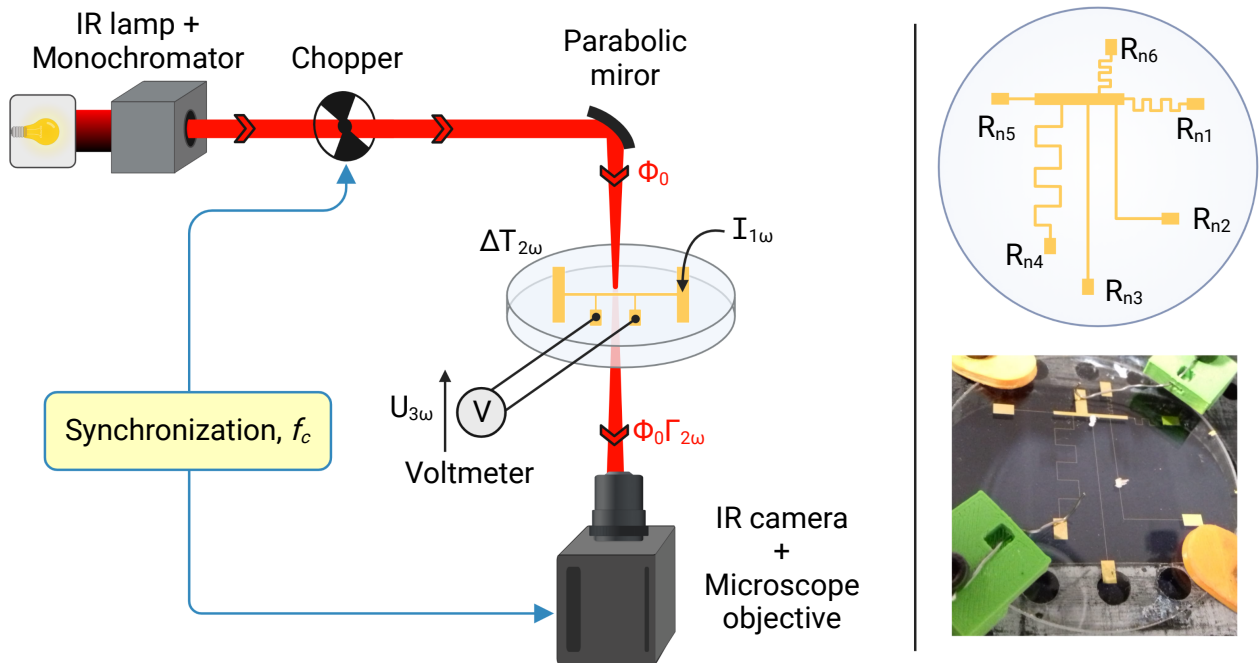 IR lamp +
Monochromator
Chopper
Parabolic
miror
Φ0
ΔT2ω
I1ω
U3ω
V
Voltmeter
Φ0Γ2ω
Synchronization, fc
IR camera
+
Microscope
objective
Rn6
Rn5
Rn1
Rn2
Rn4
Rn3